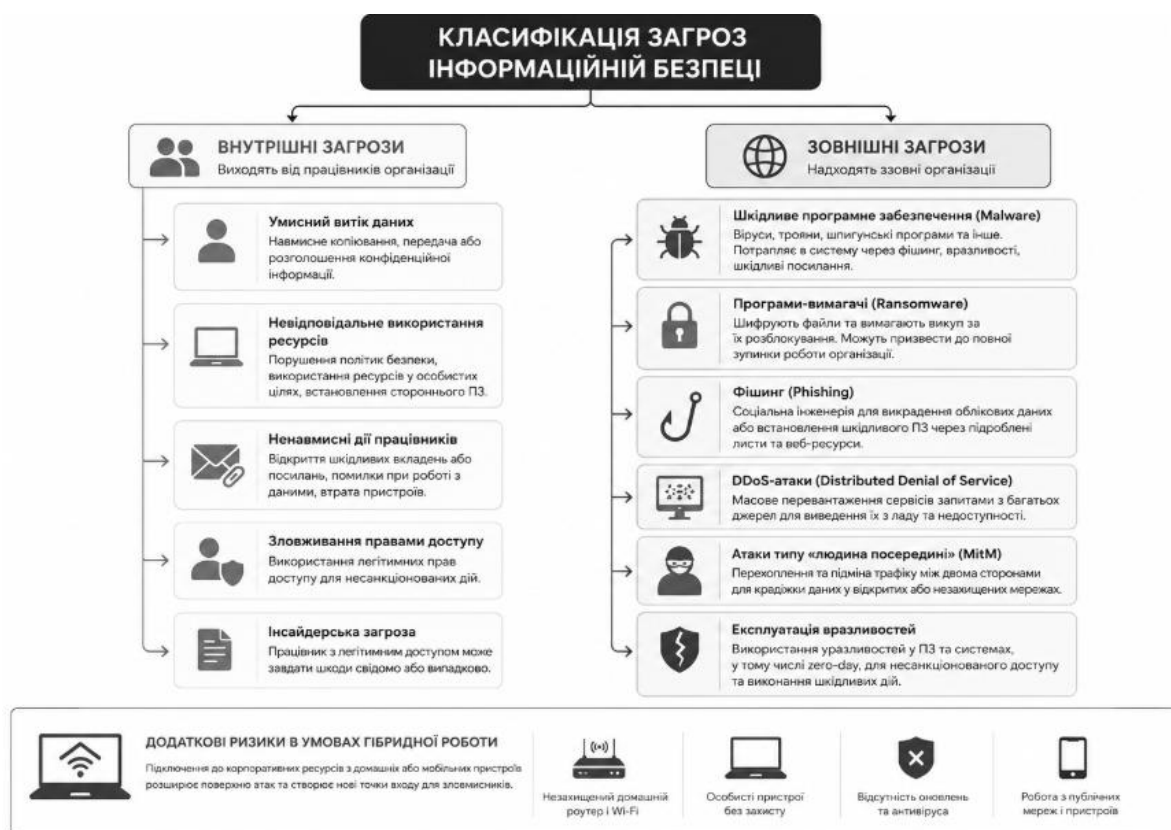 КЛАСИФІКАЦІЯ ЗАГРОЗ
ІНФОРМАЦІЙНІЙ БЕЗПЕЦІ
ВНУТРІШНІ ЗАГРОЗИ
Виходять від працівників організації
Умисний витік даних
Навмисне копіювання, передача або
розголошення конфіденційної
інформації.
Невідповідальне використання
ресурсів
Порушення політик безпеки,
використання ресурсів у особистих
цілях, встановлення стороннього ПЗ.
Ненавмисні дії працівників
Відкриття шкідливих вкладень або
посилань, помилки при роботі з
даними, втрата пристроїв.
Зловживання правами доступу
Використання легітимних прав
доступу для несанкціонованих дій.
Інсайдерська загроза
Працівник з легітимним доступом може
завдати шкоди свідомо або випадково.
ЗОВНІШНІ ЗАГРОЗИ
Надходять ззовні організації
Шкідливе програмне забезпечення (Malware)
Віруси, трояни, шпигунські програми та інше.
Потрапляє в систему через фішинг, вразливості,
шкідливі посилання.
Програми-вимагачі (Ransomware)
Шифрують файли та вимагають викуп за
їх розблокування. Можуть призвести до повної
зупинки роботи організації.
Фішинг (Phishing)
Соціальна інженерія для викрадення облікових даних
або встановлення шкідливого ПЗ через підроблені
листи та веб-ресурси.
DDoS-атаки (Distributed Denial of Service)
Масове перевантаження сервісів запитами з багатьох
джерел для виведення їх з ладу та недоступності.
Атаки типу «людина посередині» (MitM)
Перехоплення та підміна трафіку між двома сторонами
для крадіжки даних у відкритих або незахищених мережах.
Експлуатація вразливостей
Використання уразливостей у ПЗ та системах,
у тому числі zero-day, для несанкціонованого доступу
та виконання шкідливих дій.
ДОДАТКОВІ РИЗИКИ В УМОВАХ ГІБРИДНОЇ РОБОТИ
Підключення до корпоративних ресурсів з домашніх або мобільних пристроїв
розширює поверхню атак та створює нові точки входу для зловмисників.
Незахищений домашній
роутер і Wi-Fi
Особисті пристрої
без захисту
Відсутність оновлень
та антивіруса
Робота з публічних
мереж і пристроїв